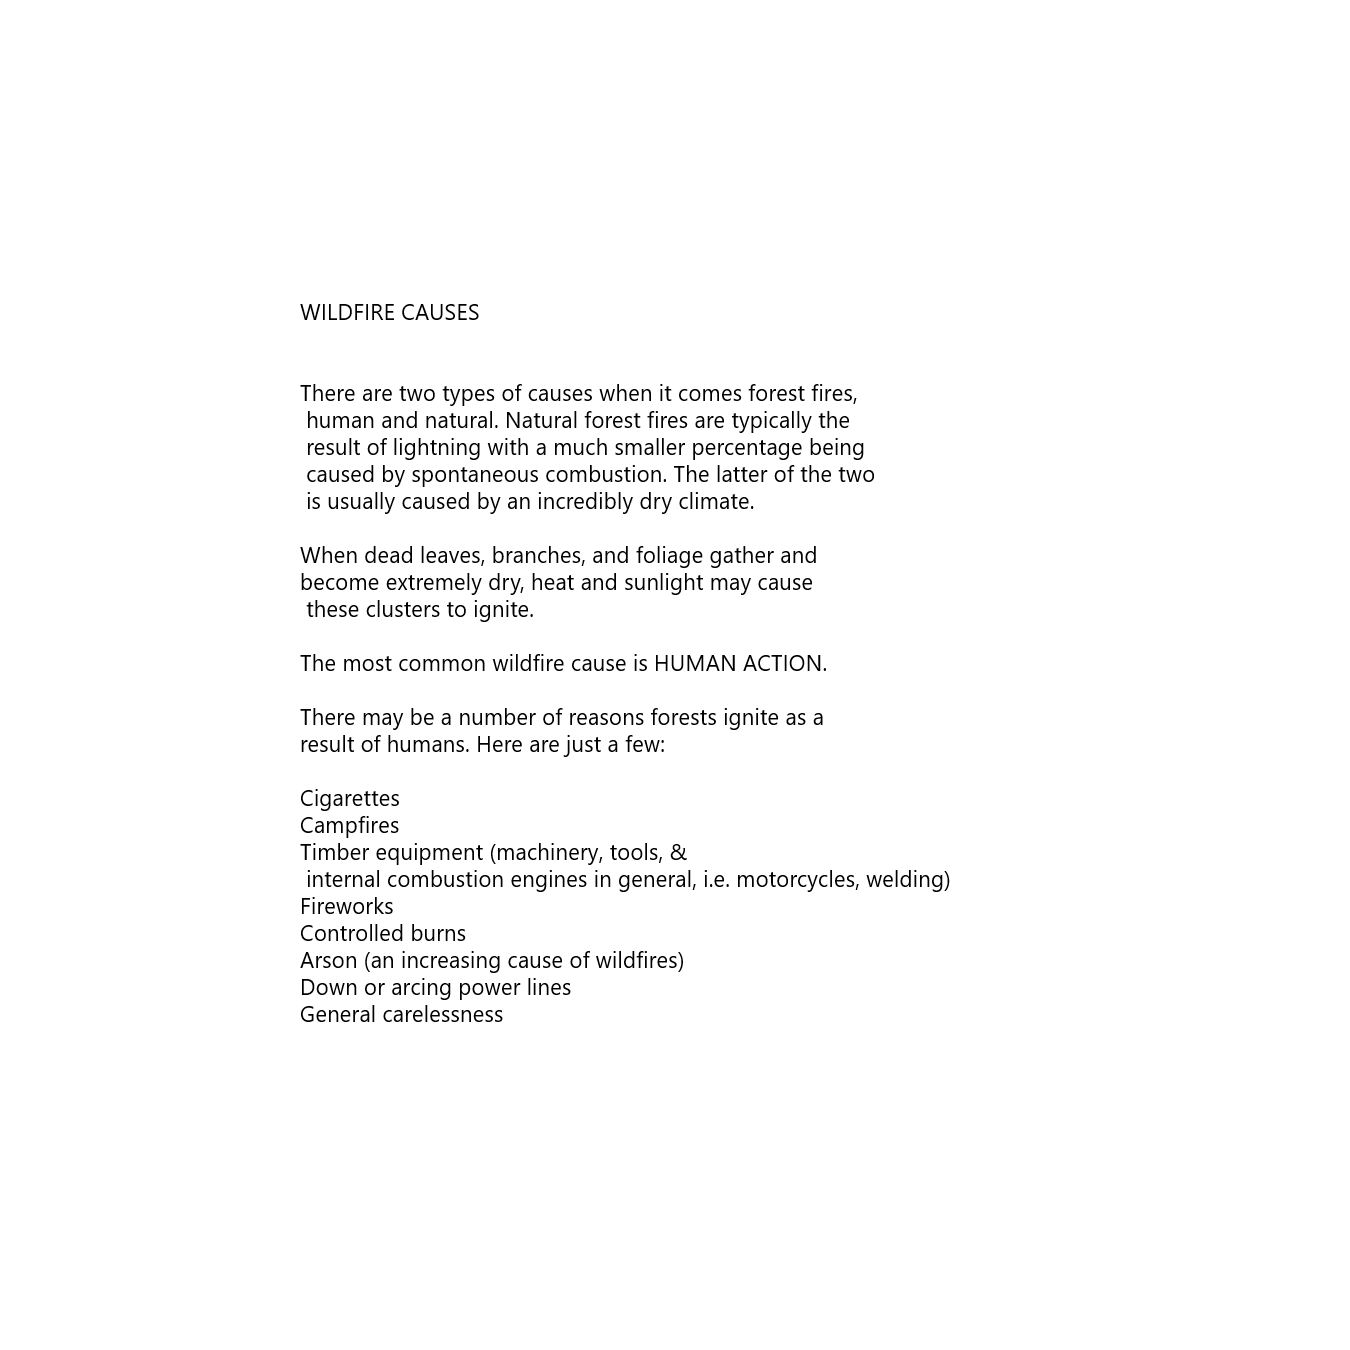 WILDFIRE CAUSES
There are two types of causes when it comes forest fires,
human and natural. Natural forest fires are typically the
result of lightning with a much smaller percentage being
caused by spontaneous combustion. The latter of the two
is usually caused by an incredibly dry climate.
When dead leaves, branches, and foliage gather and
become extremely dry, heat and sunlight may cause
these clusters to ignite.
The most common wildfire cause is HUMAN ACTION.
There may be a number of reasons forests ignite as a
result of humans. Here are just a few:
Cigarettes
Campfires
Timber equipment (machinery, tools, &
internal combustion engines in general, i.e. motorcycles, welding)
Fireworks
Controlled burns
Arson (an increasing cause of wildfires)
Down or arcing power lines
General carelessness